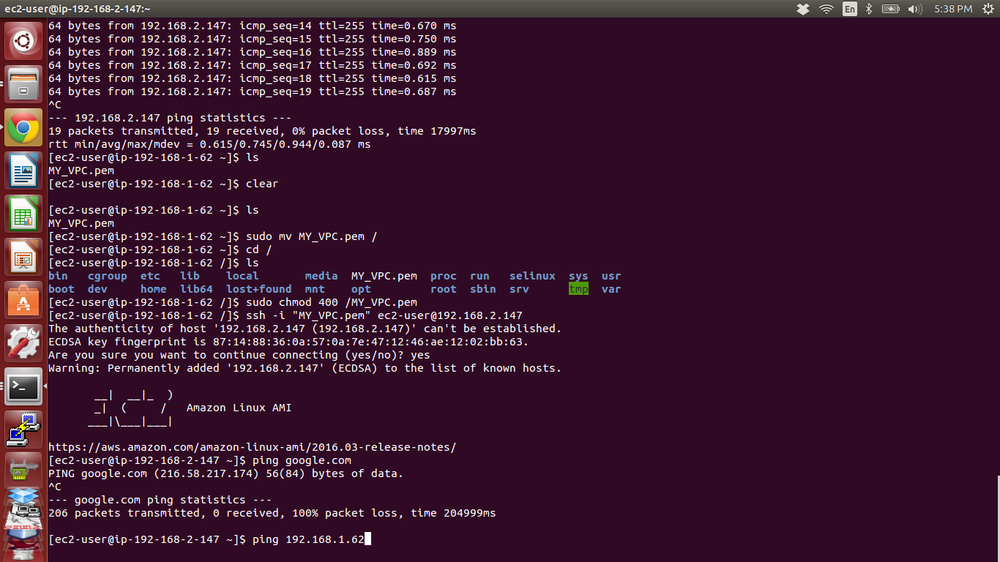 ec2-user@ip-192-168-2-147:~
En
5:38 PM
64 bytes from 192.168.2.147: icmp_seq=14 ttl=255 time=0.670 ms
64 bytes from 192.168.2.147: icmp_seq=15 ttl=255 time=0.750 ms
64 bytes from 192.168.2.147: icmp_seq=16 ttl=255 time=0.889 ms
64 bytes from 192.168.2.147: icmp_seq=17 ttl=255 time=0.692 ms
64 bytes from 192.168.2.147: icmp_seq=18 ttl=255 time=0.615 ms
64 bytes from 192.168.2.147: icmp_seq=19 ttl=255 time=0.687 ms
^C
--- 192.168.2.147 ping statistics ---
19 packets transmitted, 19 received, 0% packet loss, time 17997ms
rtt min/avg/max/mdev = 0.615/0.745/0.944/0.087 ms
[ec2-user@ip-192-168-1-62 ~]$ ls
MY_VPC.pem
[ec2-user@ip-192-168-1-62 ~]$ clear
[ec2-user@ip-192-168-1-62 ~]$ ls
MY_VPC.pem
[ec2-user@ip-192-168-1-62 ~]$ sudo mv MY_VPC.pem /
[ec2-user@ip-192-168-1-62 ~]$ cd /
[ec2-user@ip-192-168-1-62 /]$ ls
bin cgroup etc lib local media MY_VPC.pem proc run selinux sys usr
boot dev home lib64 lost+found mnt opt root sbin srv tmp var
[ec2-user@ip-192-168-1-62 /]$ sudo chmod 400 /MY_VPC.pem
[ec2-user@ip-192-168-1-62 /]$ ssh -i "MY_VPC.pem" ec2-user@192.168.2.147
The authenticity of host '192.168.2.147 (192.168.2.147)' can't be established.
ECDSA key fingerprint is 87:14:88:36:0a:57:0a:7e:47:12:46:ae:12:02:bb:63.
Are you sure you want to continue connecting (yes/no)? yes
Warning: Permanently added '192.168.2.147' (ECDSA) to the list of known hosts.
__| __|_ )
_| ( / Amazon Linux AMI
___|\___|___|
https://aws.amazon.com/amazon-linux-ami/2016.03-release-notes/
[ec2-user@ip-192-168-2-147 ~]$ ping google.com
PING google.com (216.58.217.174) 56(84) bytes of data.
^C
--- google.com ping statistics ---
206 packets transmitted, 0 received, 100% packet loss, time 204999ms
[ec2-user@ip-192-168-2-147 ~]$ ping 192.168.1.62